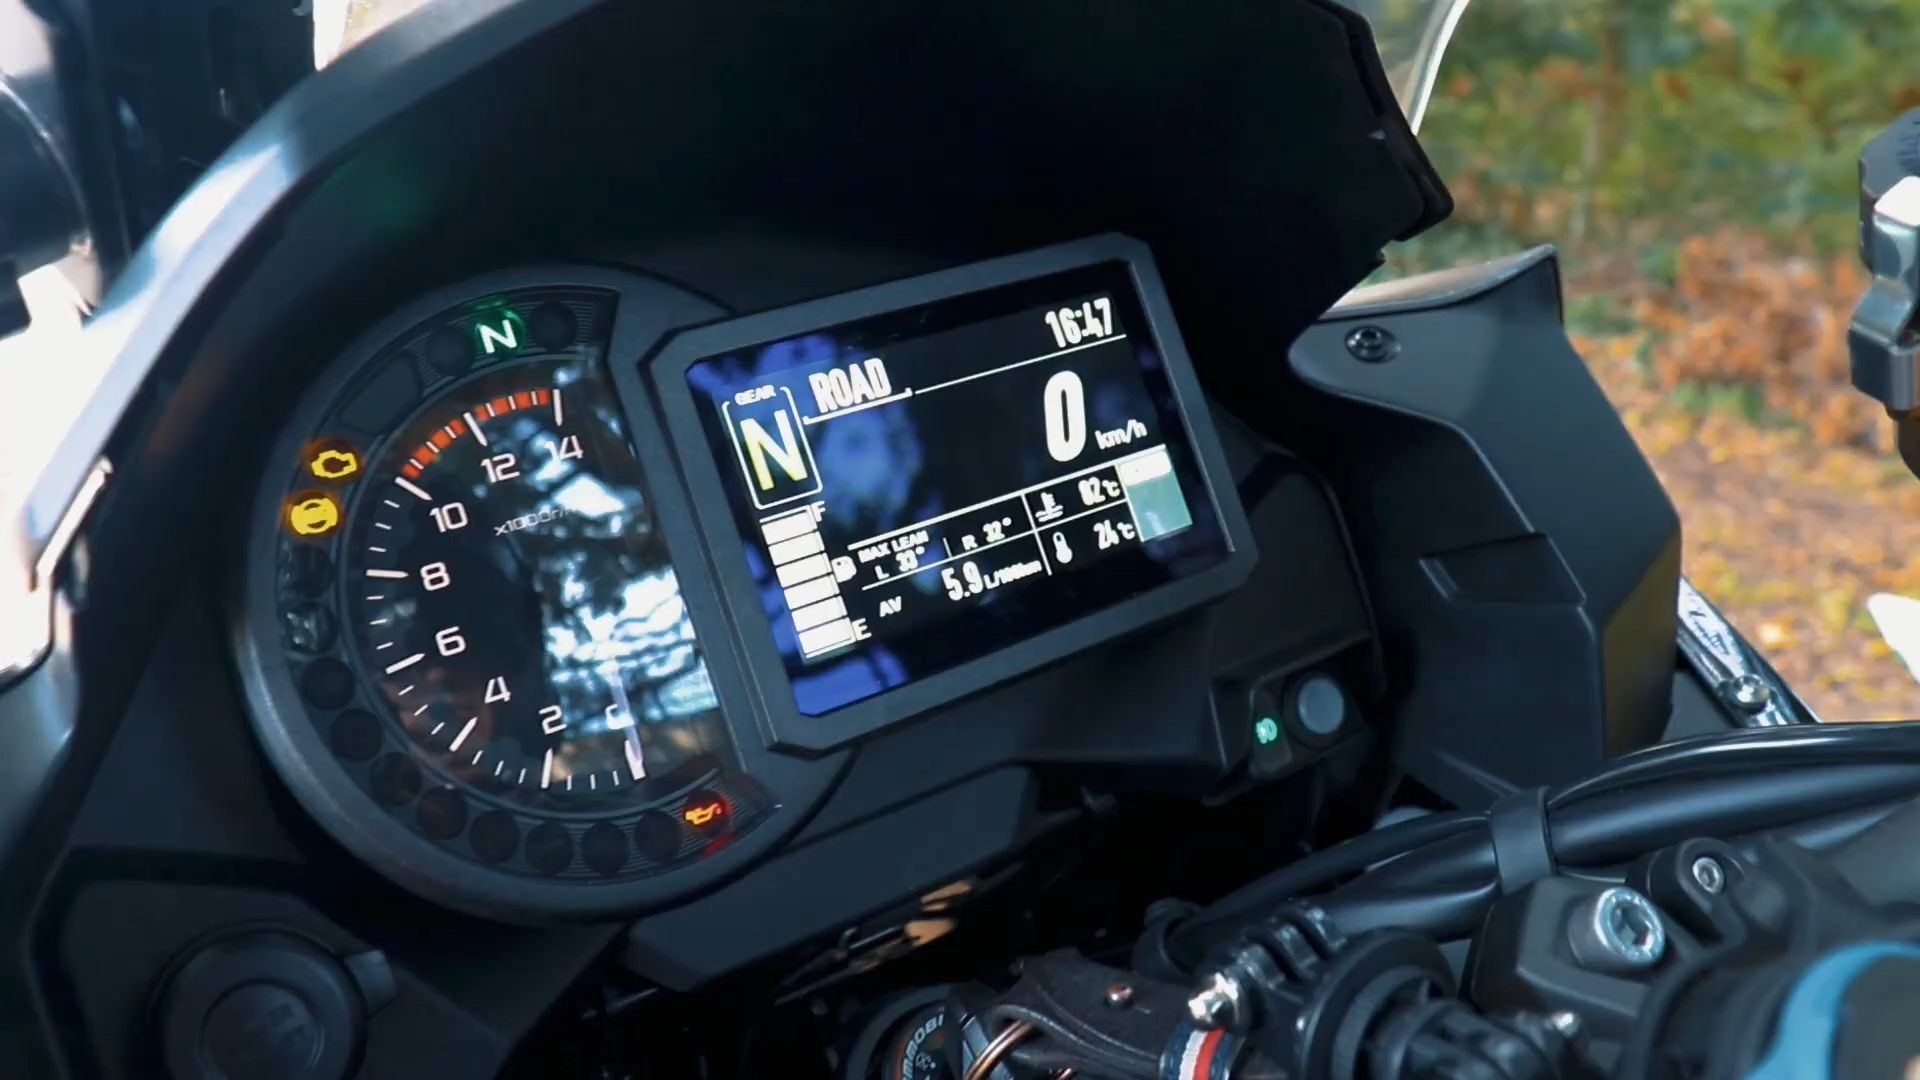 N
14
12
10
8
6
4
2
16:47
ROAD
GEAR
N
0 km/h
F
E
MAX LEAN
L 33° R 32°
82℃
24℃
AV 5.9 L/100km